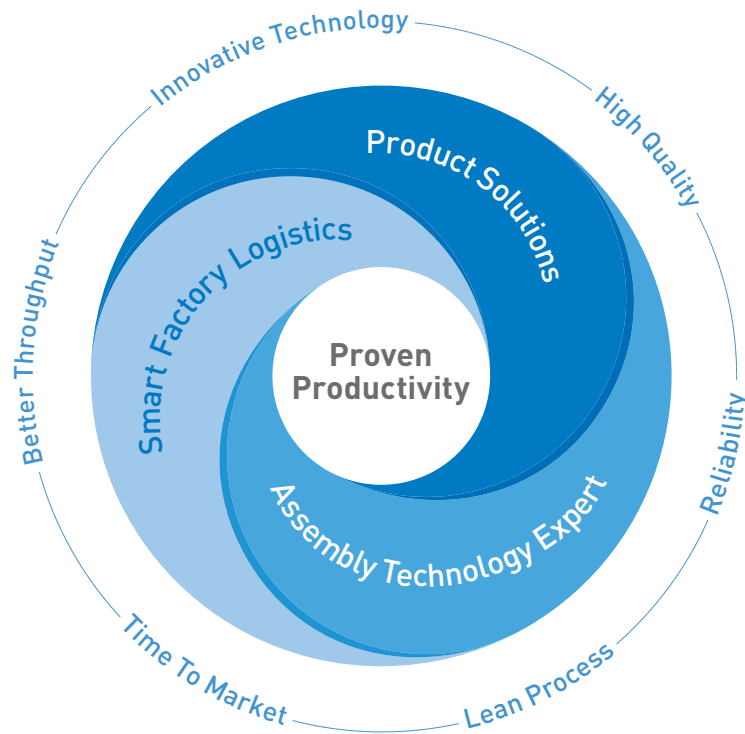 Innovative Technology
High Quality
Reliability
Lean Process
Time To Market
Better Throughput
Product Solutions
Assembly Technology Expert
Smart Factory Logistics
Proven
Productivity